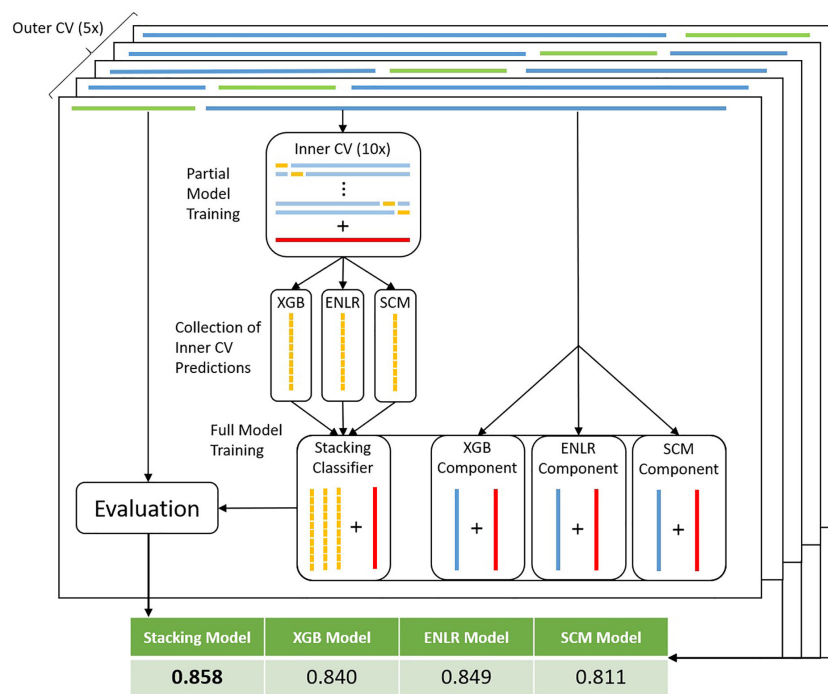 Outer CV (5x)
Inner CV (10x)
⋮
+
Partial
Model
Training
XGB
ENLR
SCM
Collection of
Inner CV
Predictions
Full Model
Training
Stacking
Classifier
+
XGB
Component
+
ENLR
Component
+
SCM
Component
+
Evaluation
Stacking Model XGB Model ENLR Model SCM Model
0.858 0.840 0.849 0.811